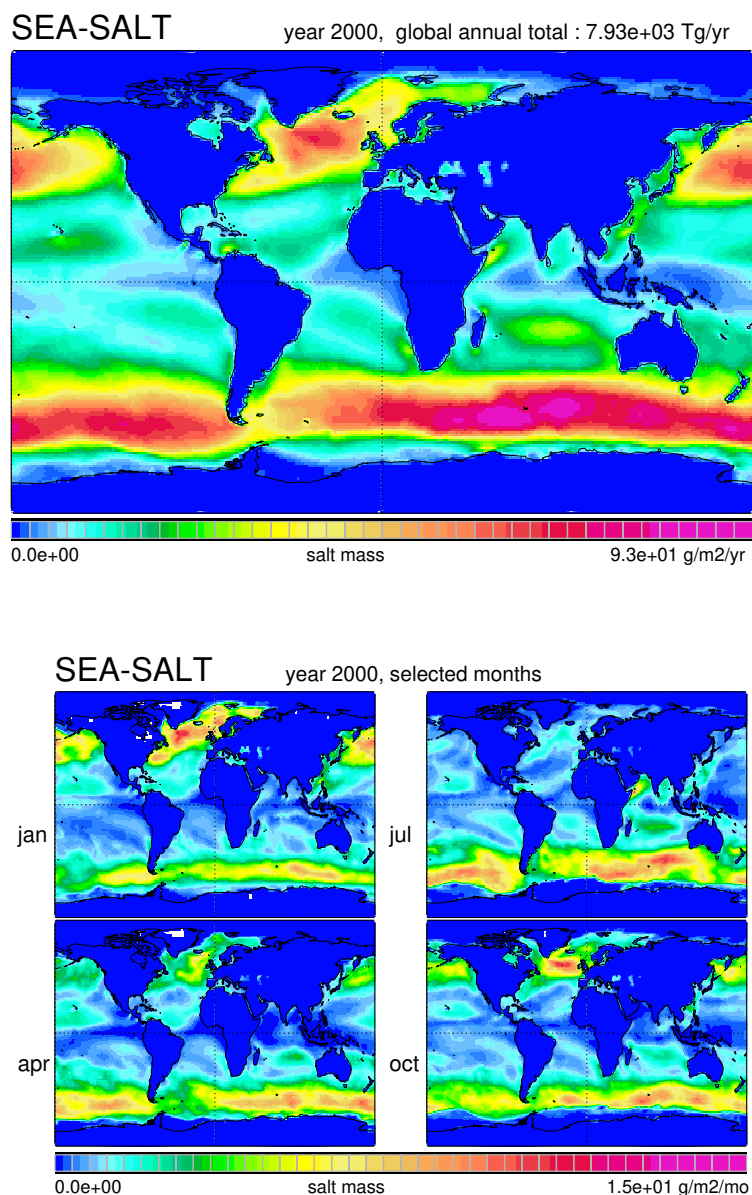 SEA-SALT year 2000, global annual total : 7.93e+03 Tg/yr
0.0e+00 salt mass 9.3e+01 g/m2/yr
SEA-SALT year 2000, selected months
jan jul
apr oct
0.0e+00 salt mass 1.5e+01 g/m2/mo